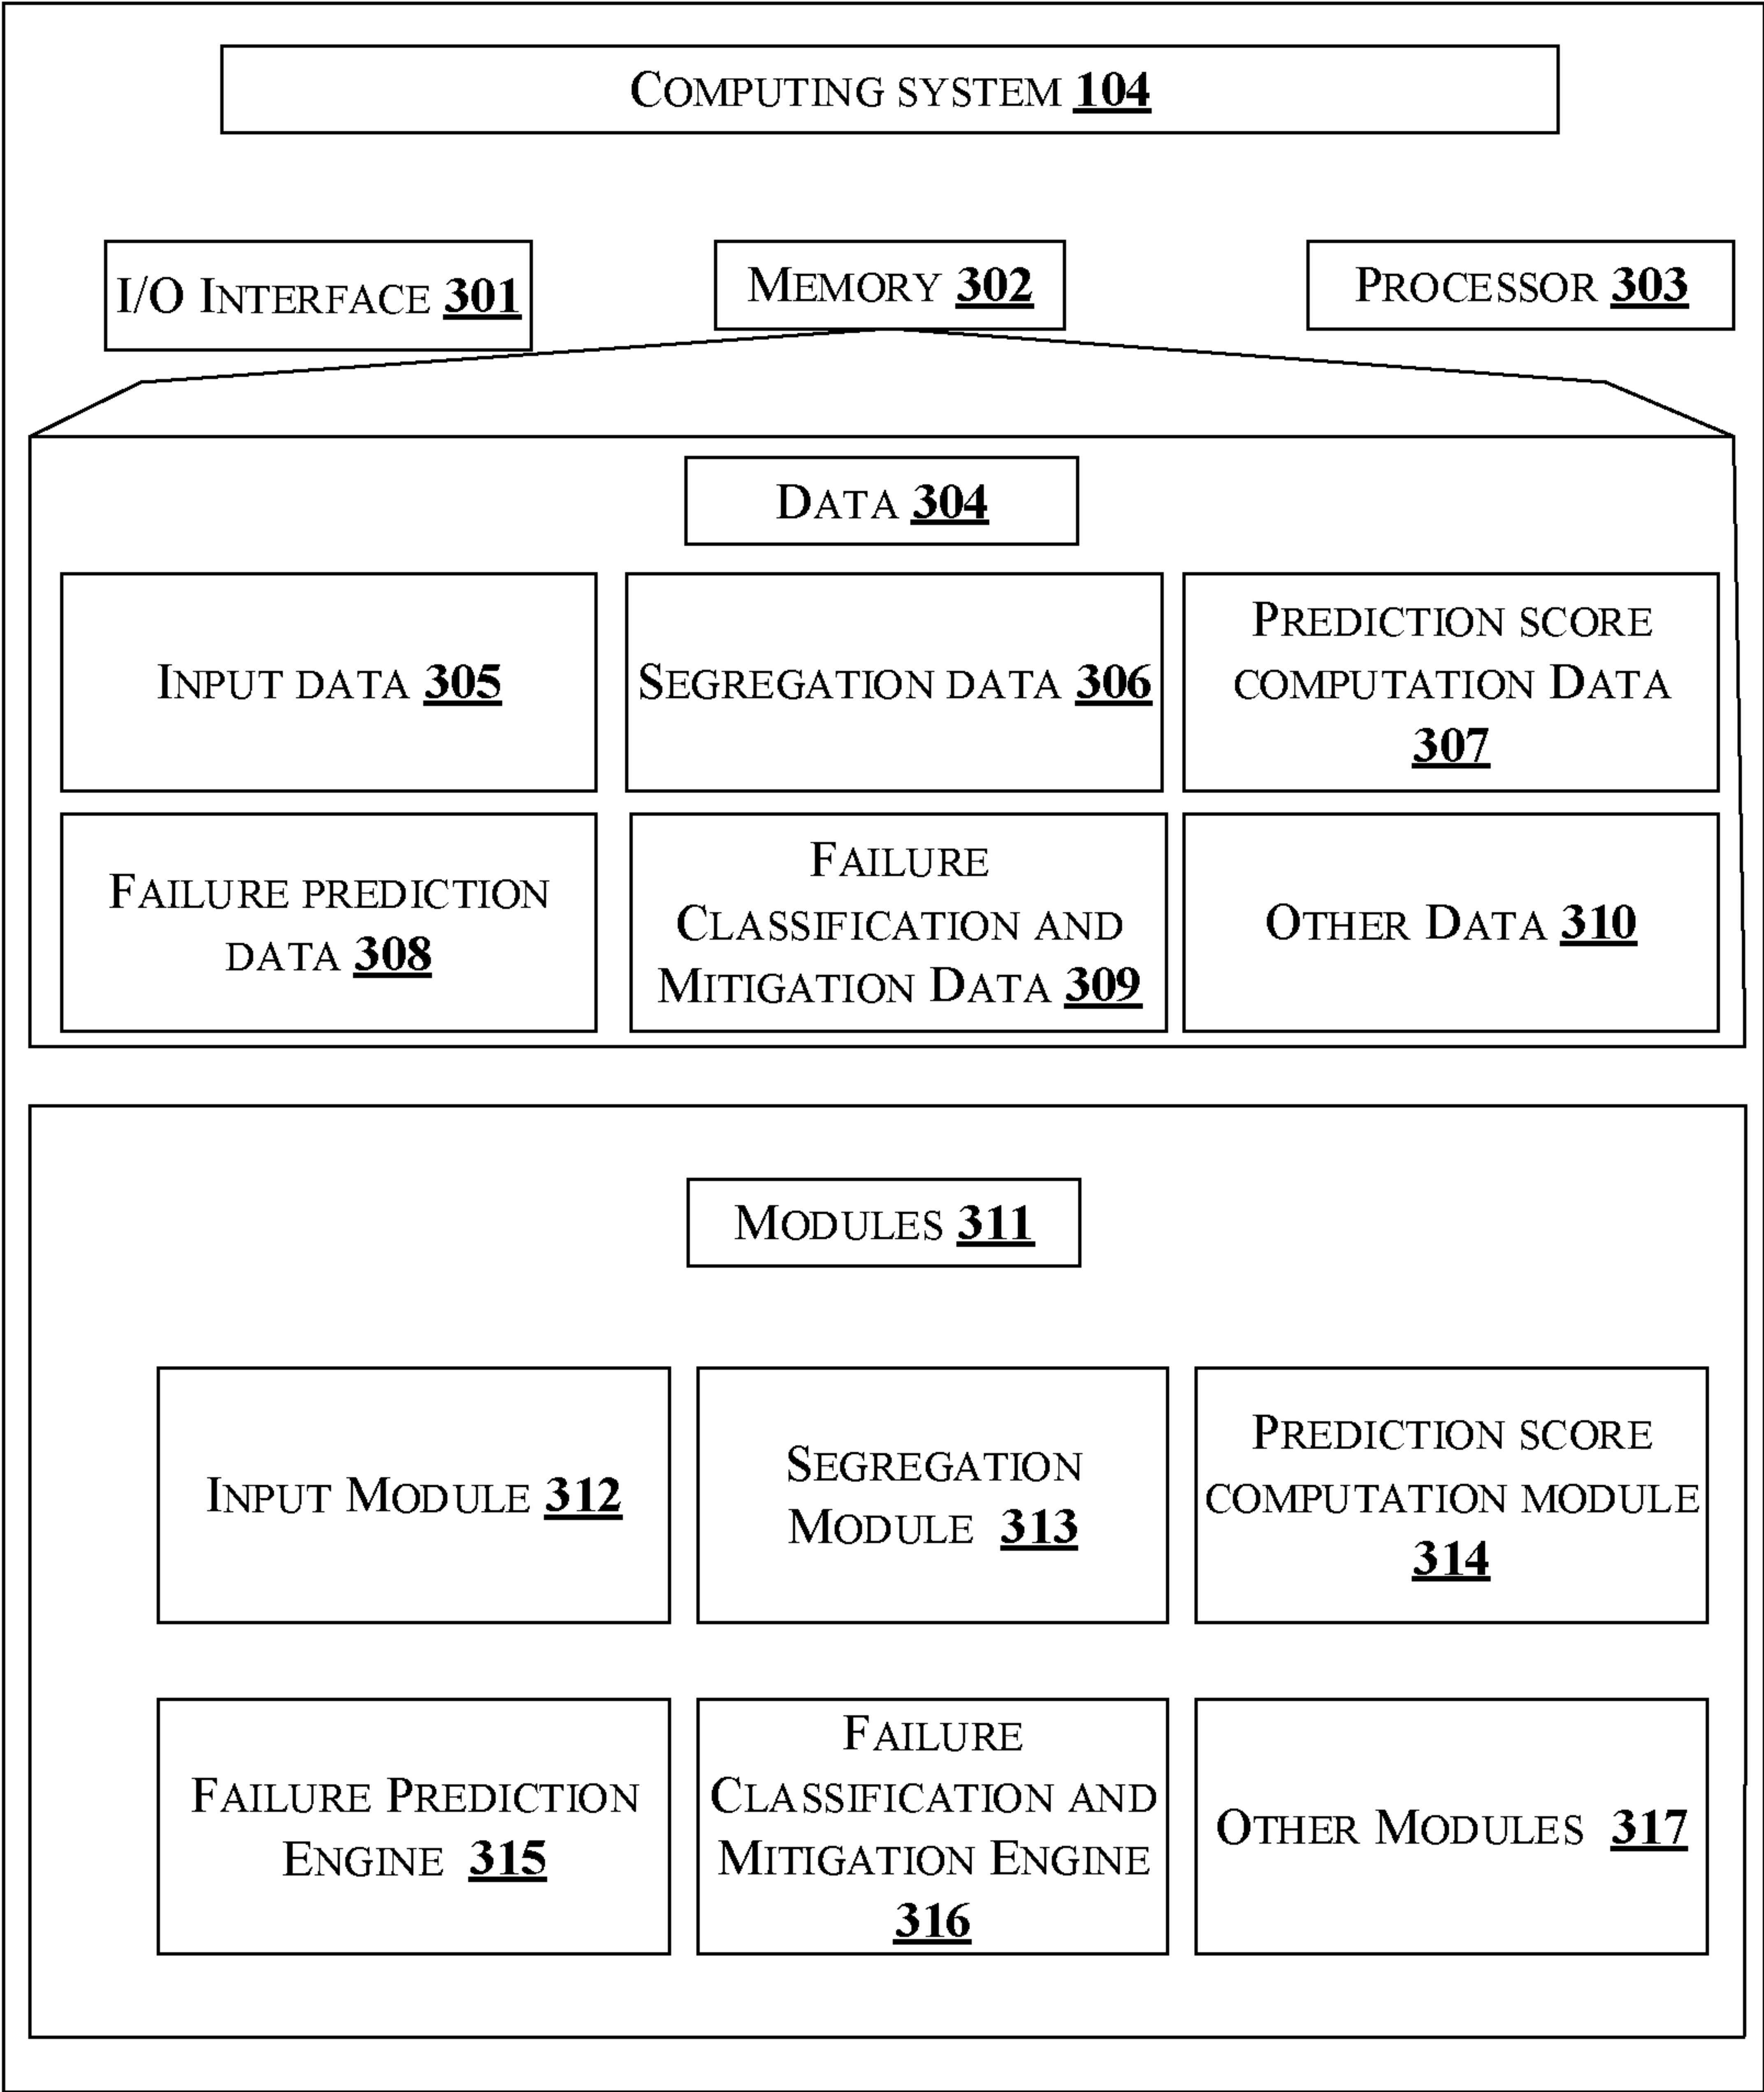 COMPUTING SYSTEM 104
I/O INTERFACE 301
MEMORY 302
PROCESSOR 303
DATA 304
INPUT DATA 305
SEGREGATION DATA 306
PREDICTION SCORE
COMPUTATION DATA
307
FAILURE PREDICTION
DATA 308
FAILURE
CLASSIFICATION AND
MITIGATION DATA 309
OTHER DATA 310
MODULES 311
INPUT MODULE 312
SEGREGATION
MODULE 313
PREDICTION SCORE
COMPUTATION MODULE
314
FAILURE PREDICTION
ENGINE 315
FAILURE
CLASSIFICATION AND
MITIGATION ENGINE
316
OTHER MODULES 317